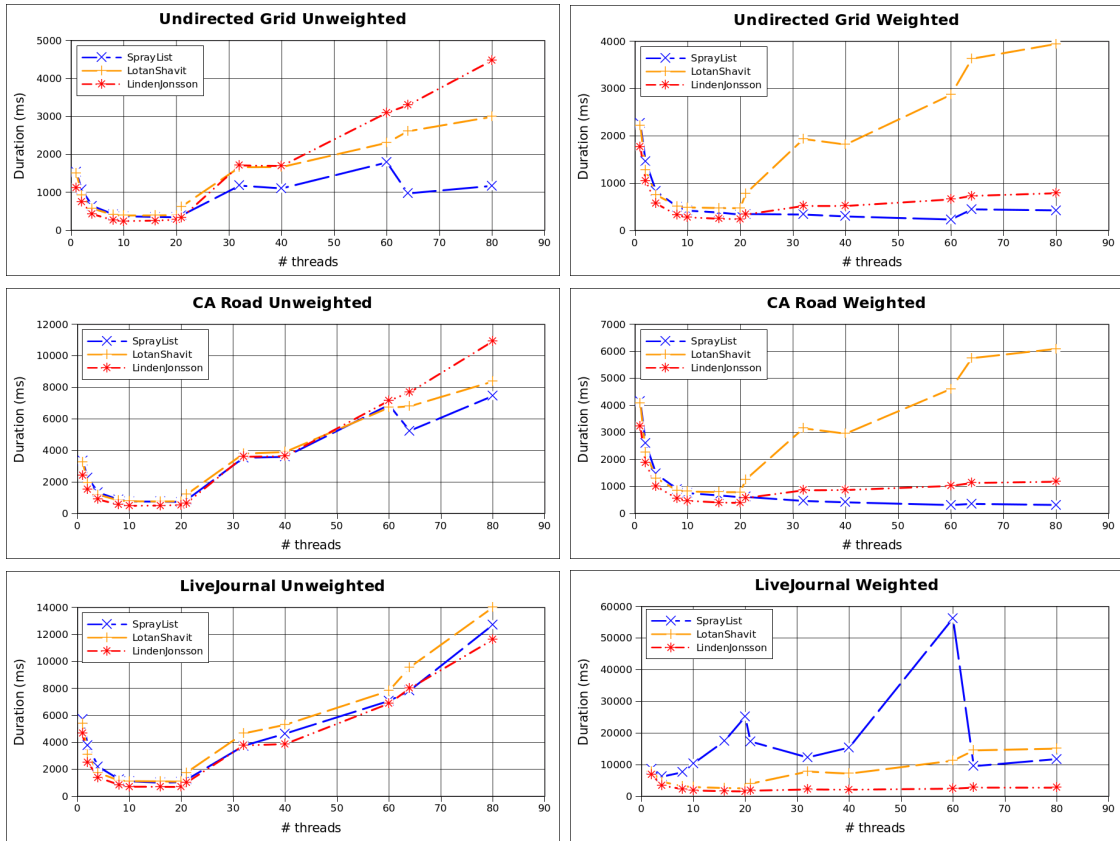 Undirected Grid Unweighted
5000
4000
3000
2000
1000
0
Duration (ms)
SprayList
LotanShavit
LindenJonsson
0 10 20 30 40 50 60 70 80 90
# threads
Undirected Grid Weighted
4000
2000
2000
1000
0
Duration (ms)
SprayList
LotanShavit
LindenJonsson
0 10 20 30 40 50 60 70 80 90
# threads
CA Road Unweighted
12000
10000
8000
6000
4000
2000
0
Duration (ms)
SprayList
LotanShavit
LindenJonsson
0 10 20 30 40 50 60 70 80 90
# threads
CA Road Weighted
7000
6000
5000
4000
3000
2000
1000
0
Duration (ms)
SprayList
LotanShavit
LindenJonsson
0 10 20 30 40 50 60 70 80 90
# threads
LiveJournal Unweighted
14000
12000
10000
8000
6000
4000
2000
0
Duration (ms)
SprayList
LotanShavit
LindenJonsson
0 10 20 30 40 50 60 70 80 90
# threads
LiveJournal Weighted
60000
50000
40000
30000
20000
10000
0
Duration (ms)
SprayList
LotanShavit
LindenJonsson
0 10 20 30 40 50 60 70 80 90
# threads